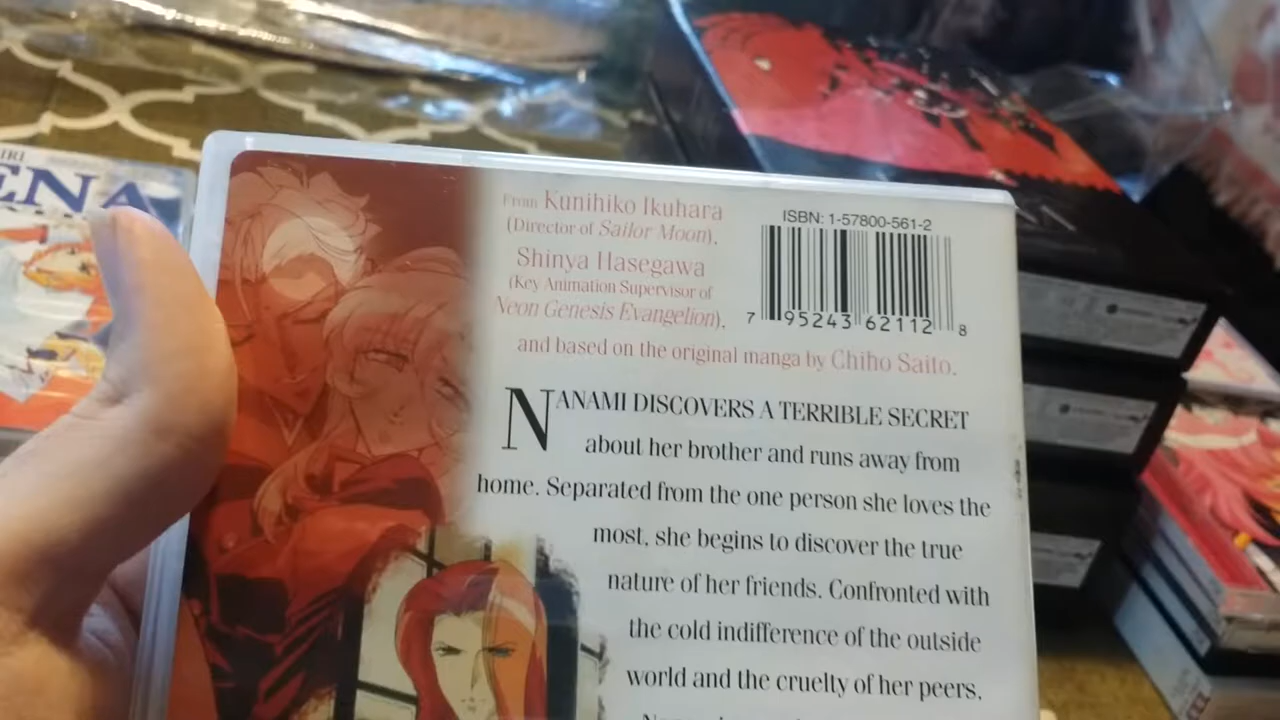 ENA
From Kunihiko Ikuhara
(Director of Sailor Moon),
Shinya Hasegawa
(Key Animation Supervisor of
Neon Genesis Evangelion),
and based on the original manga by Chiho Saito.
ISBN: 1-57800-561-2
7 95243 62112 8
NANAMI DISCOVERS A TERRIBLE SECRET
about her brother and runs away from
home. Separated from the one person she loves the
most, she begins to discover the true
nature of her friends. Confronted with
the cold indifference of the outside
world and the cruelty of her peers,